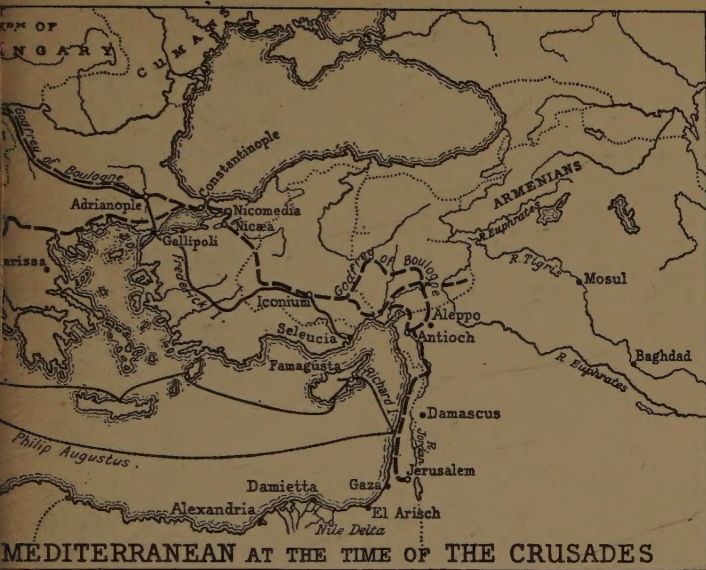 OF
NGARY
CUMANS
Godfrey of Boulogne
Constantinople
Adrianople
Nicomedia
Nicæa
Gallipoli
arissa
Frederick I
Iconium
Godfrey of Boulogne
ARMENIANS
R. Euphrates
R. Tigris
Mosul
Aleppo
Antioch
Seleucia
Famagusta
Richard I
Baghdad
R. Euphrates
Damascus
R. Jordan
Philip Augustus.
Jerusalem
Gaza
Damietta
Alexandria
El Arisch
Nile Delta
MEDITERRANEAN AT THE TIME OF THE CRUSADES